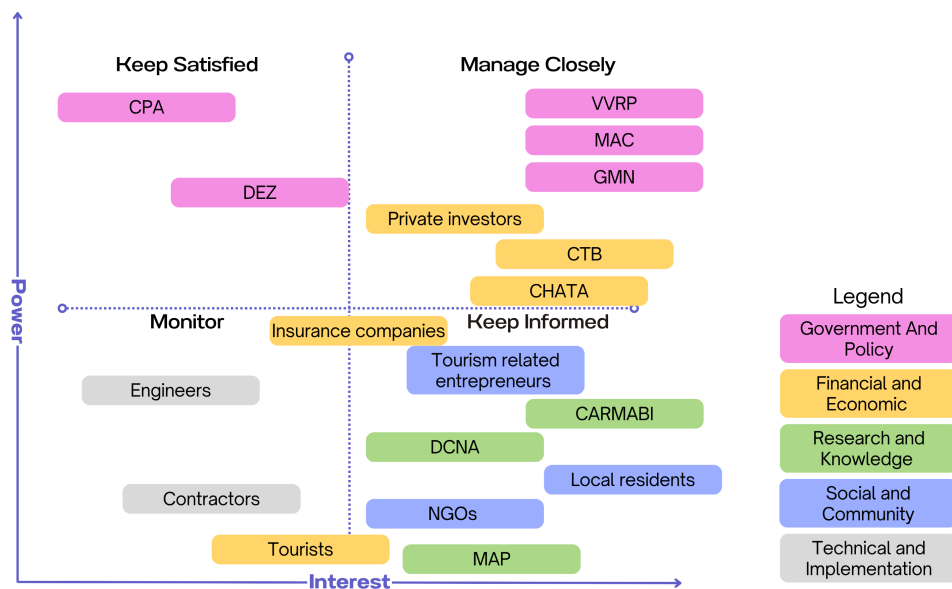 Keep Satisfied
Manage Closely
CPA
VVRP
MAC
GMN
DEZ
Private investors
CTB
CHATA
Power
Monitor
Keep Informed
Insurance companies
Tourism related
entrepreneurs
Engineers
CARMABI
DCNA
Local residents
Contractors
NGOs
Tourists
MAP
Interest
Legend
Government And
Policy
Financial and
Economic
Research and
Knowledge
Social and
Community
Technical and
Implementation